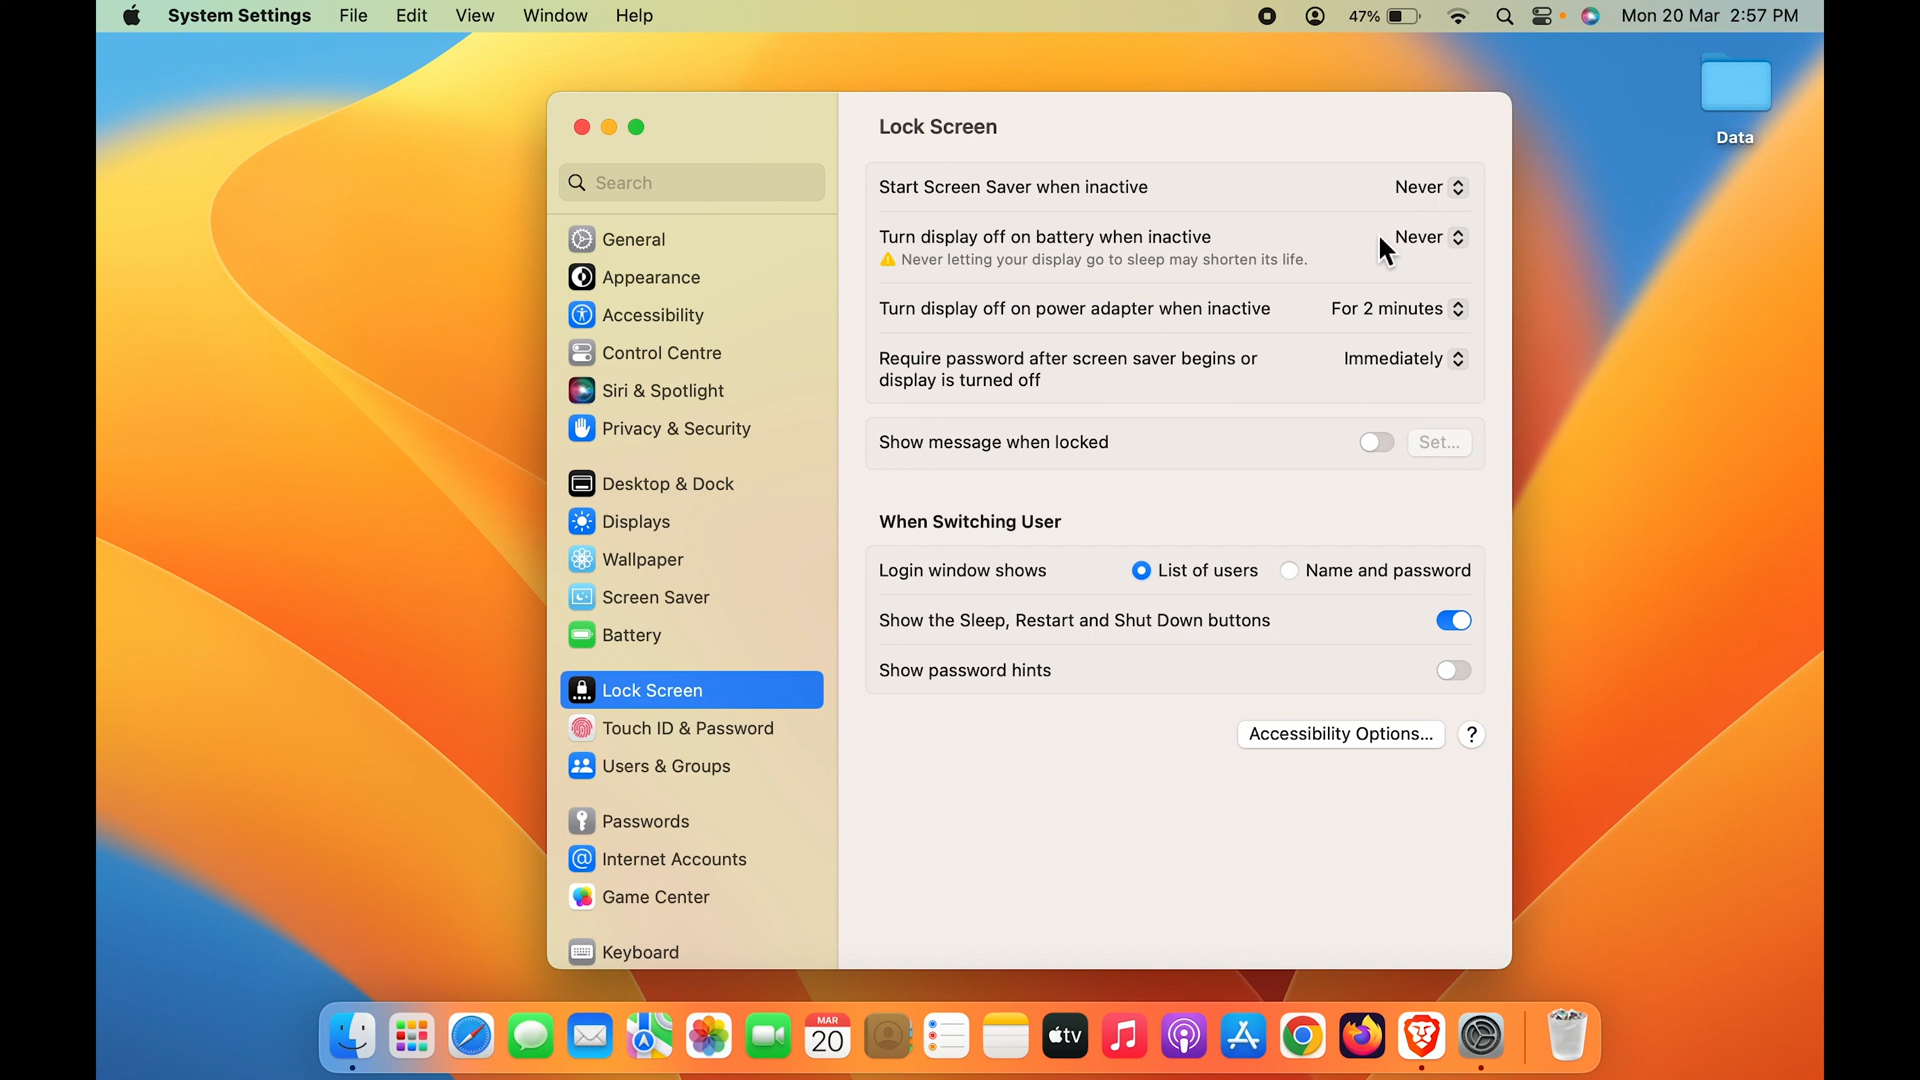 System Settings File Edit View Window Help 47% Mon 20 Mar 2:57 PM
Data
Search
General
Appearance
Accessibility
Control Centre
Siri & Spotlight
Privacy & Security
Desktop & Dock
Displays
Wallpaper
Screen Saver
Battery
Lock Screen
Touch ID & Password
Users & Groups
Passwords
Internet Accounts
Game Center
Keyboard
Lock Screen
Start Screen Saver when inactive Never
Turn display off on battery when inactive Never
Never letting your display go to sleep may shorten its life.
Turn display off on power adapter when inactive For 2 minutes
Require password after screen saver begins or Immediately
display is turned off
Show message when locked Set...
When Switching User
Login window shows List of users Name and password
Show the Sleep, Restart and Shut Down buttons
Show password hints
Accessibility Options... ?
MAR
20
tv